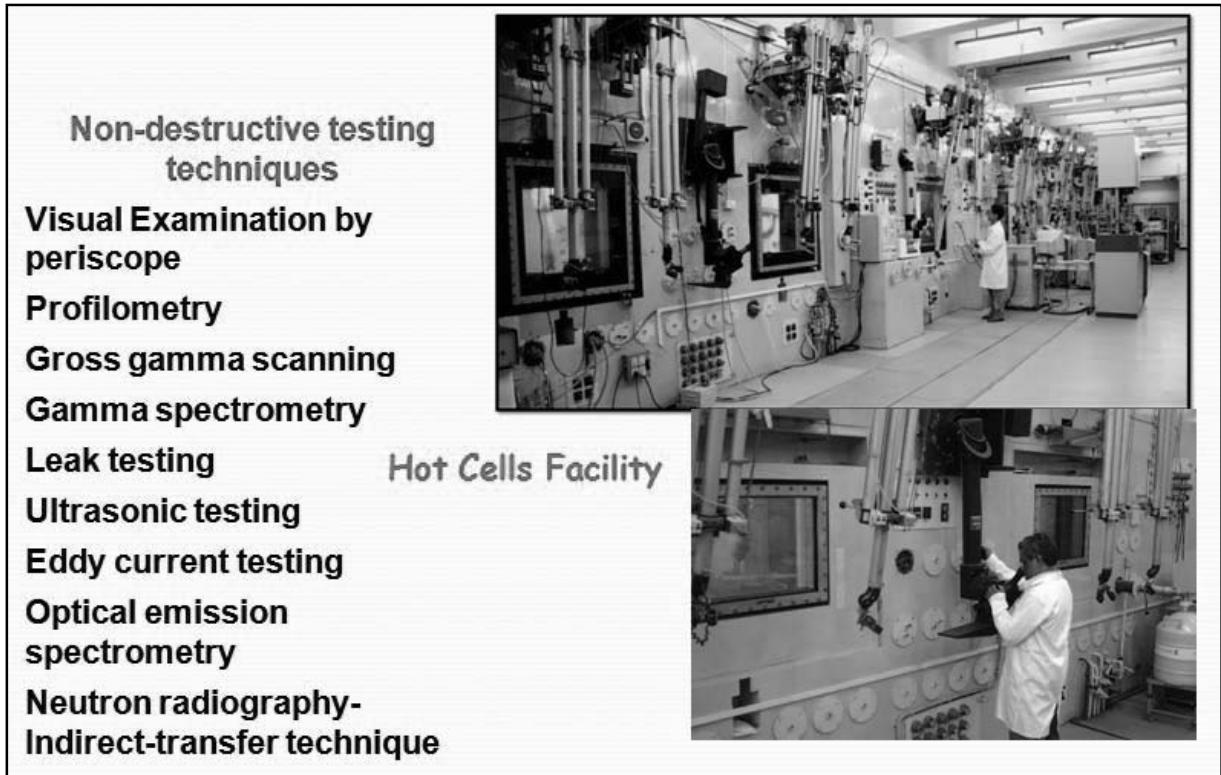 Non-destructive testing
techniques
Visual Examination by
periscope
Profilometry
Gross gamma scanning
Gamma spectrometry
Leak testing
Ultrasonic testing
Eddy current testing
Optical emission
spectrometry
Neutron radiography-
Indirect-transfer technique
Hot Cells Facility